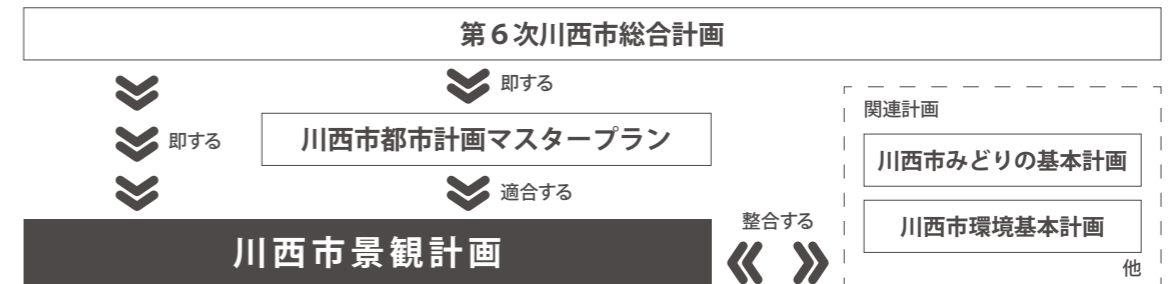 第6次川西市総合計画
即する
関連計画
即する
川西市都市計画マスタープラン
川西市みどりの基本計画
適合する
川西市景観計画
整合する
川西市環境基本計画
他